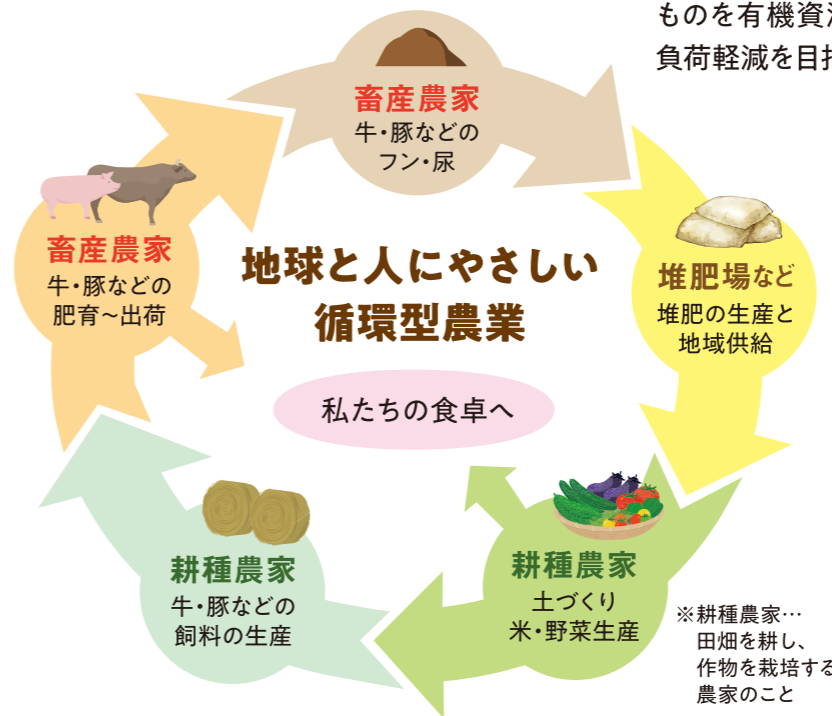 ものを有機資
負荷軽減を目
畜産農家
牛・豚などの
フン・尿
堆肥場など
堆肥の生産と
地域供給
耕種農家
土づくり
米・野菜生産
耕種農家
牛・豚などの
飼料の生産
畜産農家
牛・豚などの
肥育～出荷
地球と人にやさしい
循環型農業
私たちの食卓へ
※耕種農家…
田畑を耕し、
作物を栽培する
農家のこと